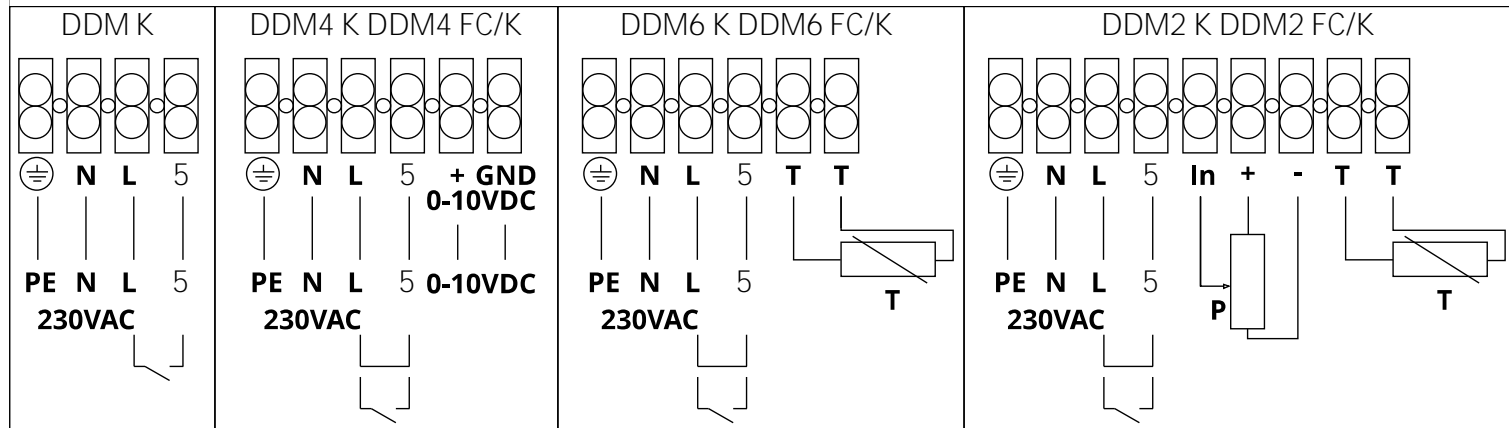 DDM K
N L 5
PE N L 5
230VAC
DDM4 K DDM4 FC/K
N L 5 + GND
0-10VDC
PE N L 5 0-10VDC
230VAC
DDM6 K DDM6 FC/K
N L 5 T T
PE N L 5
T
230VAC
DDM2 K DDM2 FC/K
N L 5 In + - T T
PE N L 5
P
T
230VAC